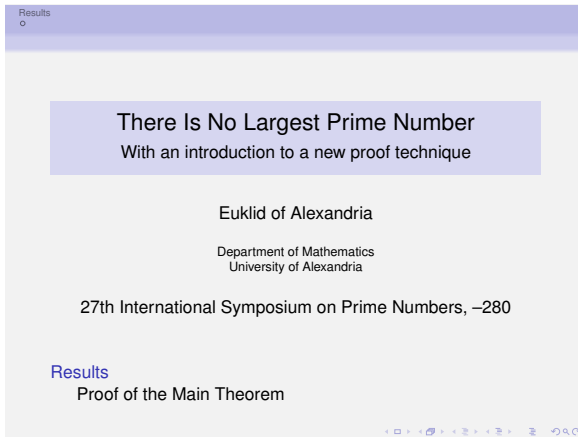 Results
There Is No Largest Prime Number
With an introduction to a new proof technique
Euklid of Alexandria
Department of Mathematics
University of Alexandria
27th International Symposium on Prime Numbers, –280
Results
Proof of the Main Theorem